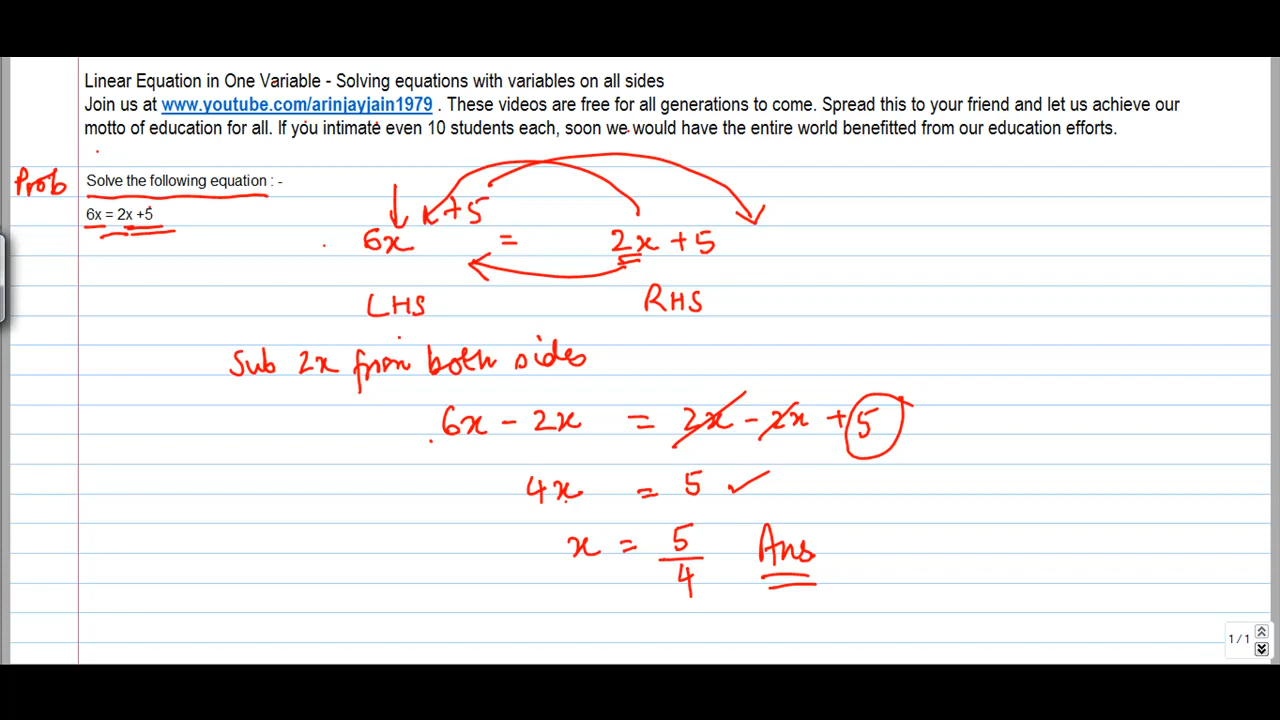 Linear Equation in One Variable - Solving equations with variables on all sides
Join us at www.youtube.com/arinjayjain1979 . These videos are free for all generations to come. Spread this to your friend and let us achieve our
motto of education for all. If you intimate even 10 students each, soon we would have the entire world benefitted from our education efforts.
Prob Solve the following equation : -
+5
6x = 2x +5
6x = 2x + 5
LHS RHS
Sub 2x from both sides
6x - 2x = 2x - 2x + 5
4x = 5 ✓
x = 5/4 Ans
1 / 1